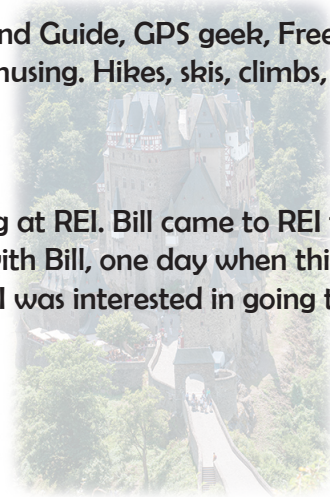 nd Guide, GPS geek, Free
nusing. Hikes, skis, climbs,
g at REI. Bill came to REI
ith Bill, one day when thi
I was interested in going t